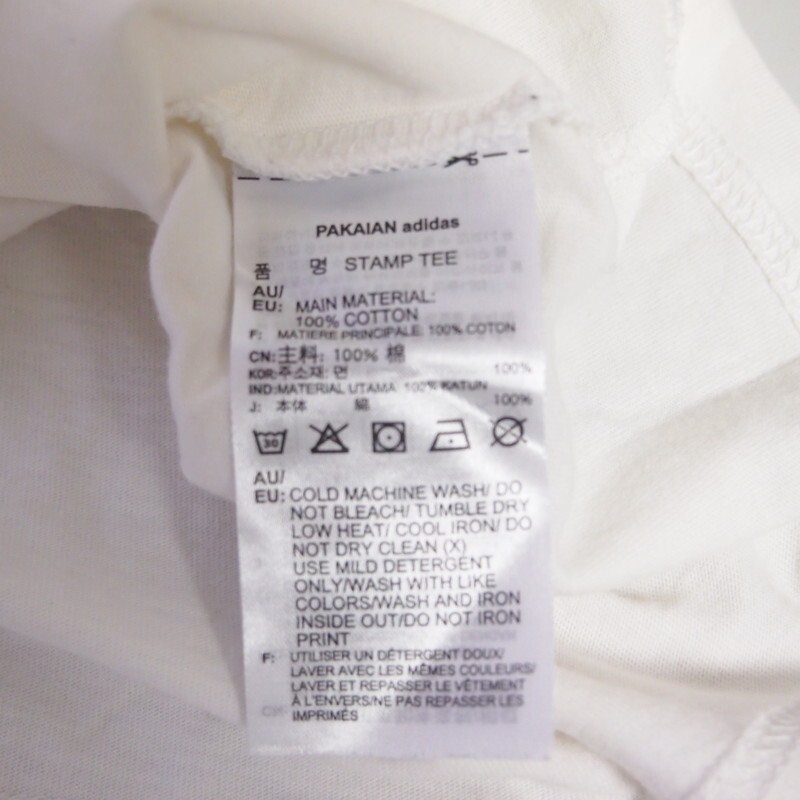 PAKAIAN adidas
품 명 STAMP TEE
AU/
EU: MAIN MATERIAL:
100% COTTON
F: MATIERE PRINCIPALE: 100% COTON
CN:主料: 100% 棉
KOR:주소재: 면 100%
IND:MATERIAL UTAMA 100% KATUN
J: 本体 綿 100%
30
AU/
EU: COLD MACHINE WASH/ DO
NOT BLEACH/ TUMBLE DRY
LOW HEAT/ COOL IRON/ DO
NOT DRY CLEAN (X)
USE MILD DETERGENT
ONLY/WASH WITH LIKE
COLORS/WASH AND IRON
INSIDE OUT/DO NOT IRON
PRINT
F: UTILISER UN DÉTERGENT DOUX/
LAVER AVEC LES MÊMES COULEURS/
LAVER ET REPASSER LE VÊTEMENT
À L'ENVERS/NE PAS REPASSER LES
IMPRIMÉS